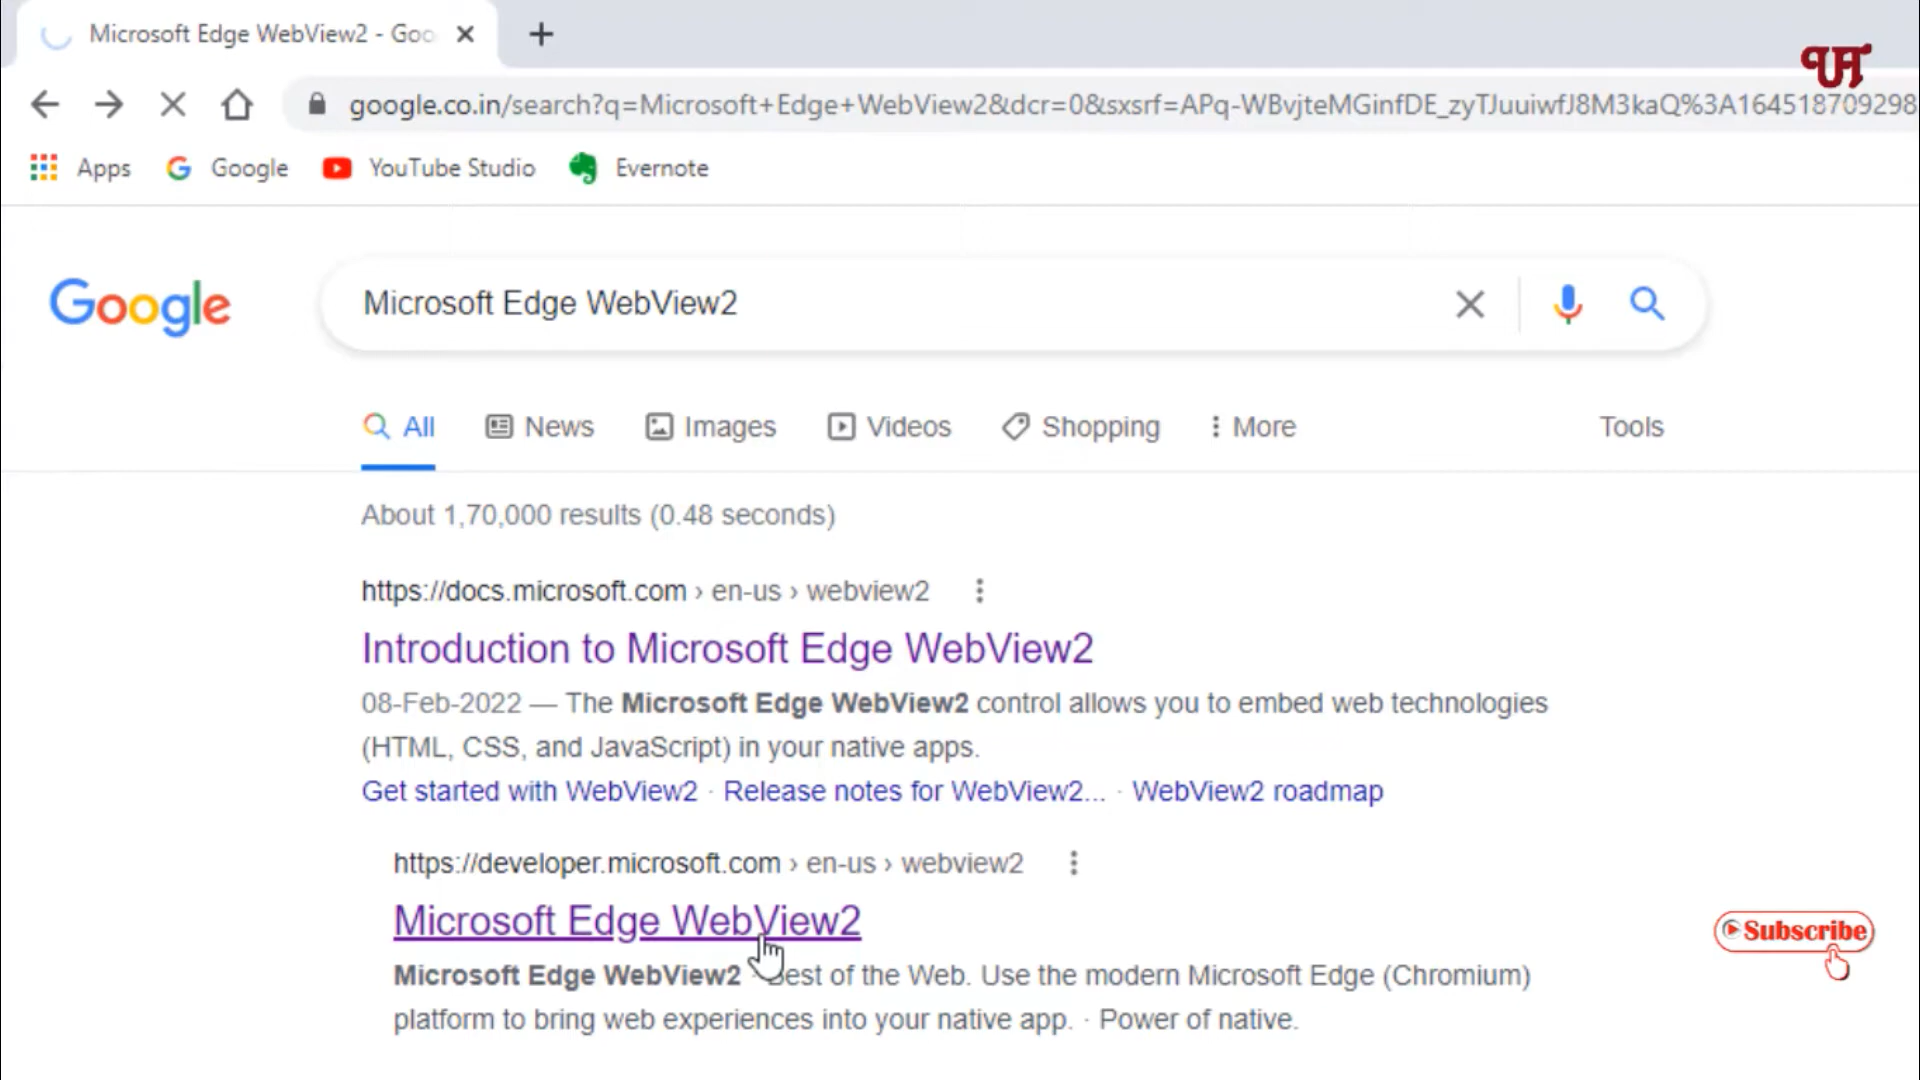 Microsoft Edge WebView2 - Goo
google.co.in/search?q=Microsoft+Edge+WebView2&dcr=0&sxsrf=APq-WBvjteMGinfDE_zyTJuuiwfJ8M3kaQ%3A164518709298
Apps Google YouTube Studio Evernote
Google
Microsoft Edge WebView2
All News Images Videos Shopping More Tools
About 1,70,000 results (0.48 seconds)
https://docs.microsoft.com › en-us › webview2
Introduction to Microsoft Edge WebView2
08-Feb-2022 — The Microsoft Edge WebView2 control allows you to embed web technologies
(HTML, CSS, and JavaScript) in your native apps.
Get started with WebView2 · Release notes for WebView2... · WebView2 roadmap
https://developer.microsoft.com › en-us › webview2
Microsoft Edge WebView2
Microsoft Edge WebView2 · Best of the Web. Use the modern Microsoft Edge (Chromium)
platform to bring web experiences into your native app. · Power of native.
Subscribe